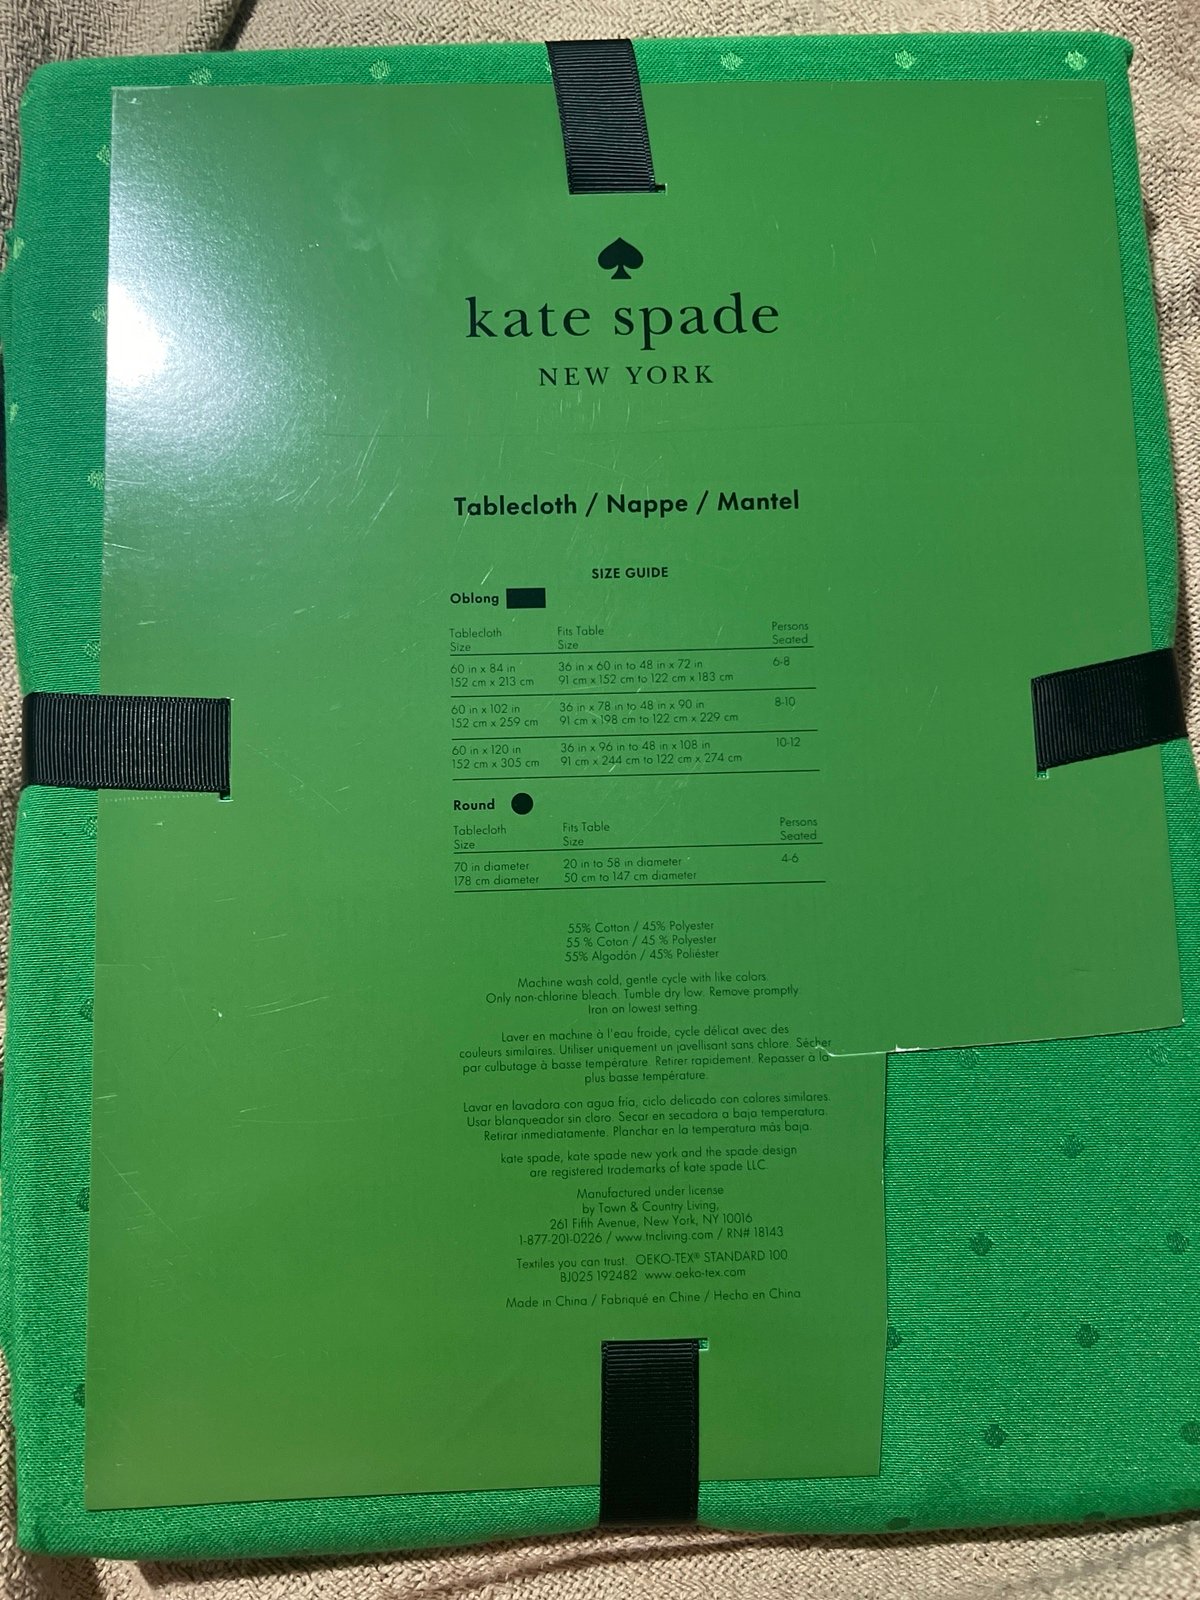 kate spade
NEW YORK
Tablecloth / Nappe / Mantel
SIZE GUIDE
Oblong
Tablecloth Size Fits Table Size Persons Seated
60 in x 84 in 36 in x 60 in to 48 in x 72 in 6-8
152 cm x 213 cm 91 cm x 152 cm to 122 cm x 183 cm
60 in x 102 in 36 in x 78 in to 48 in x 90 in 8-10
152 cm x 259 cm 91 cm x 198 cm to 122 cm x 229 cm
60 in x 120 in 36 in x 96 in to 48 in x 108 in 10-12
152 cm x 305 cm 91 cm x 244 cm to 122 cm x 274 cm
Round
Tablecloth Size Fits Table Size Persons Seated
70 in diameter 20 in to 58 in diameter 4-6
178 cm diameter 50 cm to 147 cm diameter
55% Cotton / 45% Polyester
55 % Coton / 45 % Polyester
55% Algodón / 45% Poliéster
Machine wash cold, gentle cycle with like colors.
Only non-chlorine bleach. Tumble dry low. Remove promptly.
Iron on lowest setting.
Laver en machine à l'eau froide, cycle délicat avec des
couleurs similaires. Utiliser uniquement un javellisant sans chlore. Sécher
par culbutage à basse température. Retirer rapidement. Repasser à la
plus basse température.
Lavar en lavadora con agua fría, ciclo delicado con colores similares.
Usar blanqueador sin cloro. Secar en secadora a baja temperatura.
Retirar inmediatamente. Planchar en la temperatura más baja.
kate spade, kate spade new york and the spade design
are registered trademarks of kate spade LLC
Manufactured under license
by Town & Country Living,
261 Fifth Avenue, New York, NY 10016
1-877-201-0226 / www.tncliving.com / RN# 18143
Textiles you can trust. OEKO-TEX® STANDARD 100
BJ025 192482 www.oeko-tex.com
Made in China / Fabriqué en Chine / Hecho en China